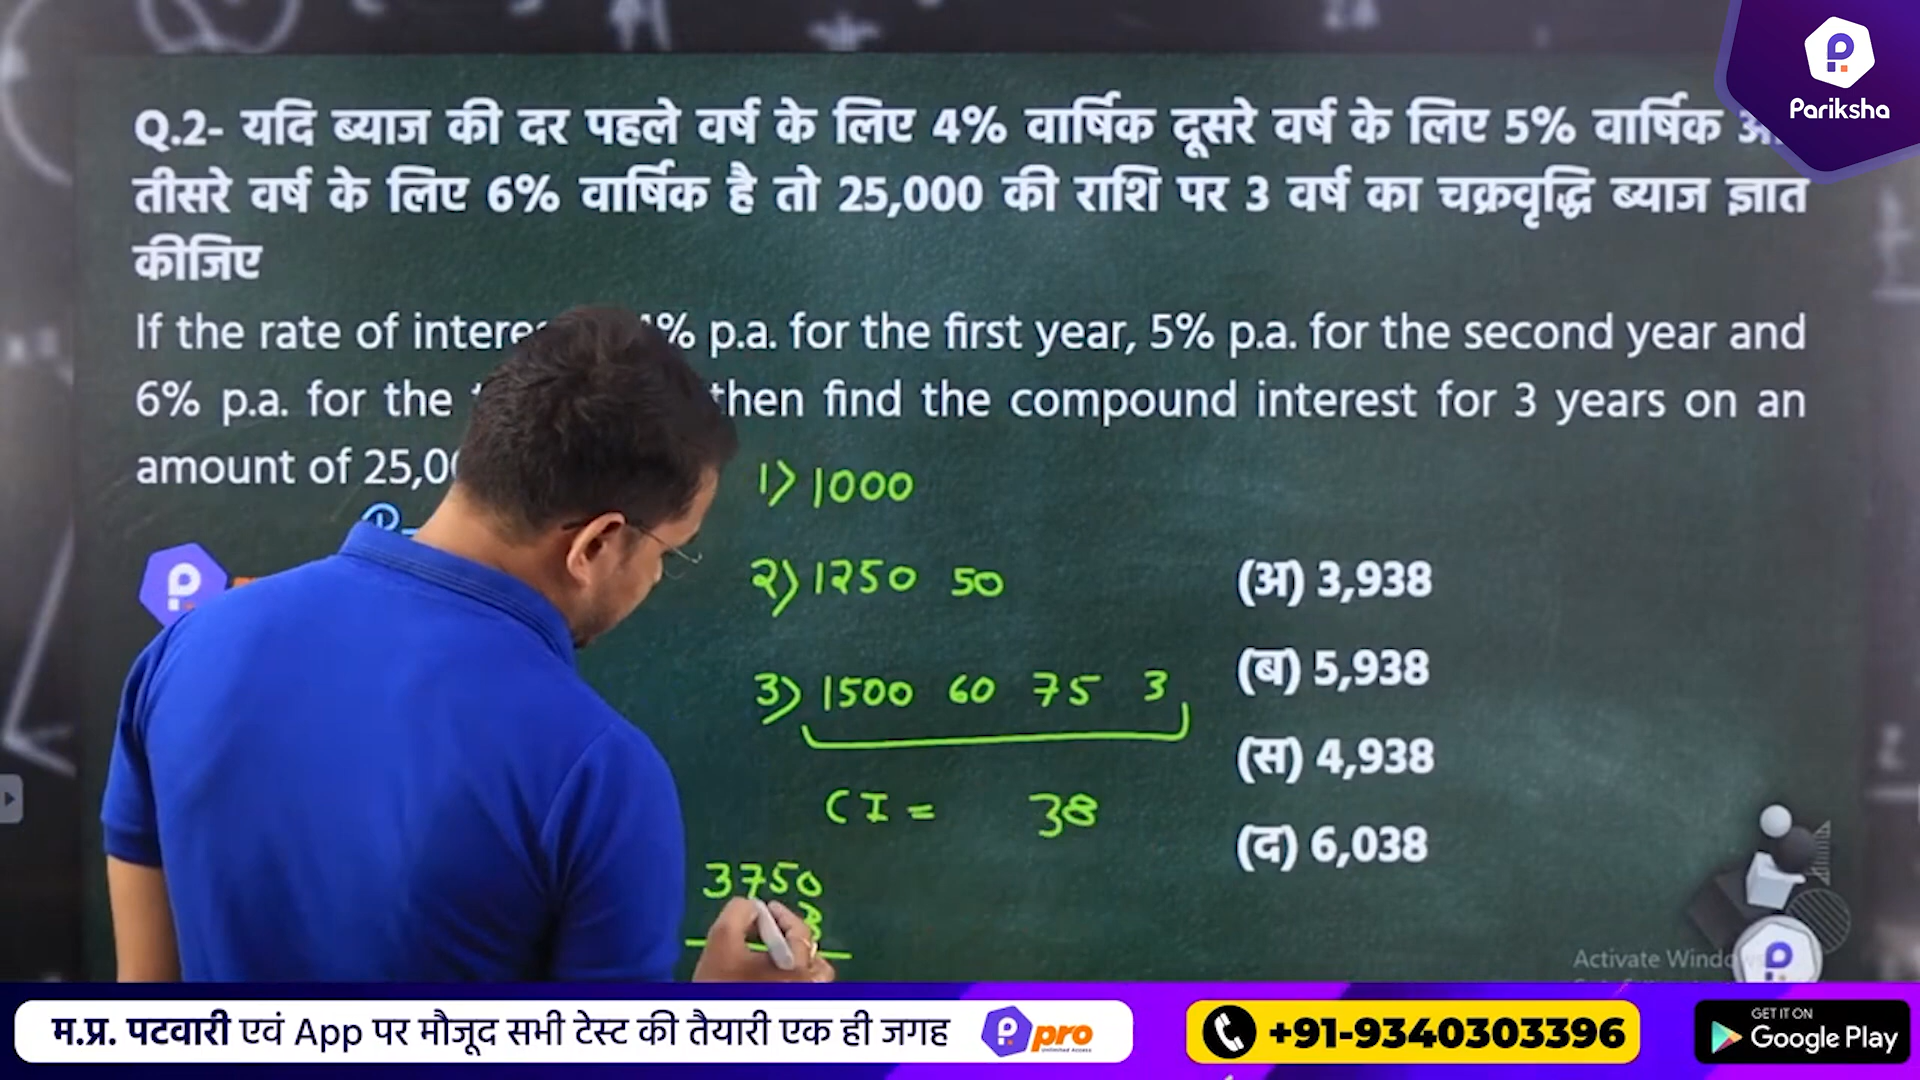 Pariksha
Q.2- यदि ब्याज की दर पहले वर्ष के लिए 4% वार्षिक दूसरे वर्ष के लिए 5% वार्षिक
तीसरे वर्ष के लिए 6% वार्षिक है तो 25,000 की राशि पर 3 वर्ष का चक्रवृद्धि ब्याज ज्ञात
कीजिए
If the rate of % p.a. for the first year, 5% p.a. for the second year and
6% p.a. for the then find the compound interest for 3 years on an
amount of
1) 1000
2) 1250 50
3) 1500 60 75 3
CI = 38
3750
(अ) 3,938
(ब) 5,938
(स) 4,938
(द) 6,038
Activate
म.प्र. पटवारी एवं App पर मौजूद सभी टेस्ट की तैयारी एक ही जगह
pro
Unlimited Access
+91-9340303396
GET IT ON
Google Play